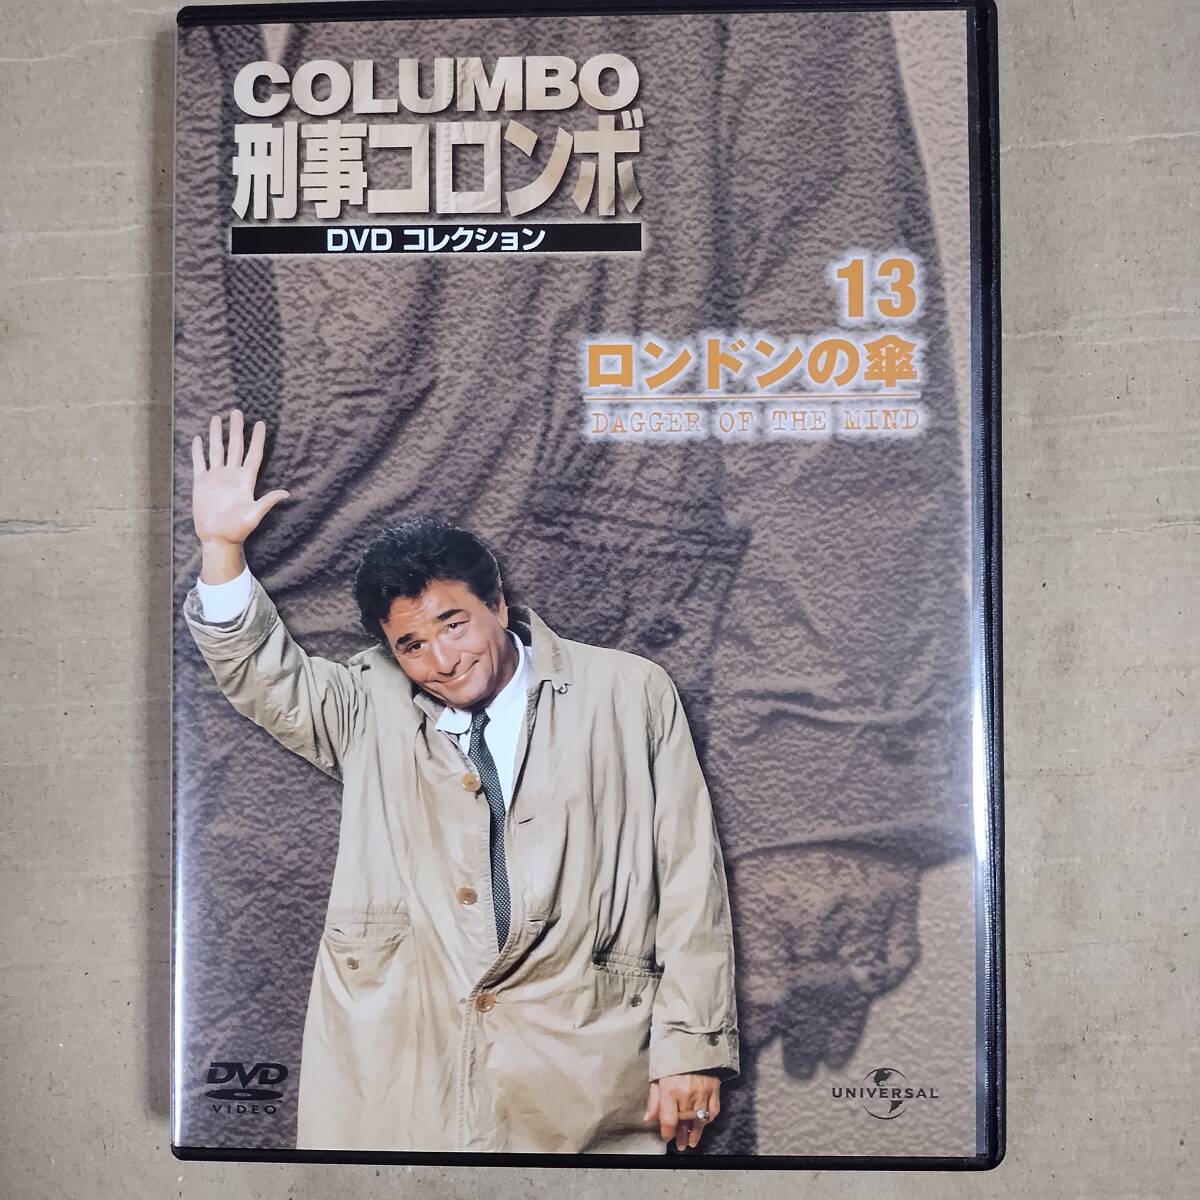 COLUMBO
刑事コロンボ
DVD コレクション
13
ロンドンの傘
DAGGER OF THE MIND
DVD
VIDEO
UNIVERSAL